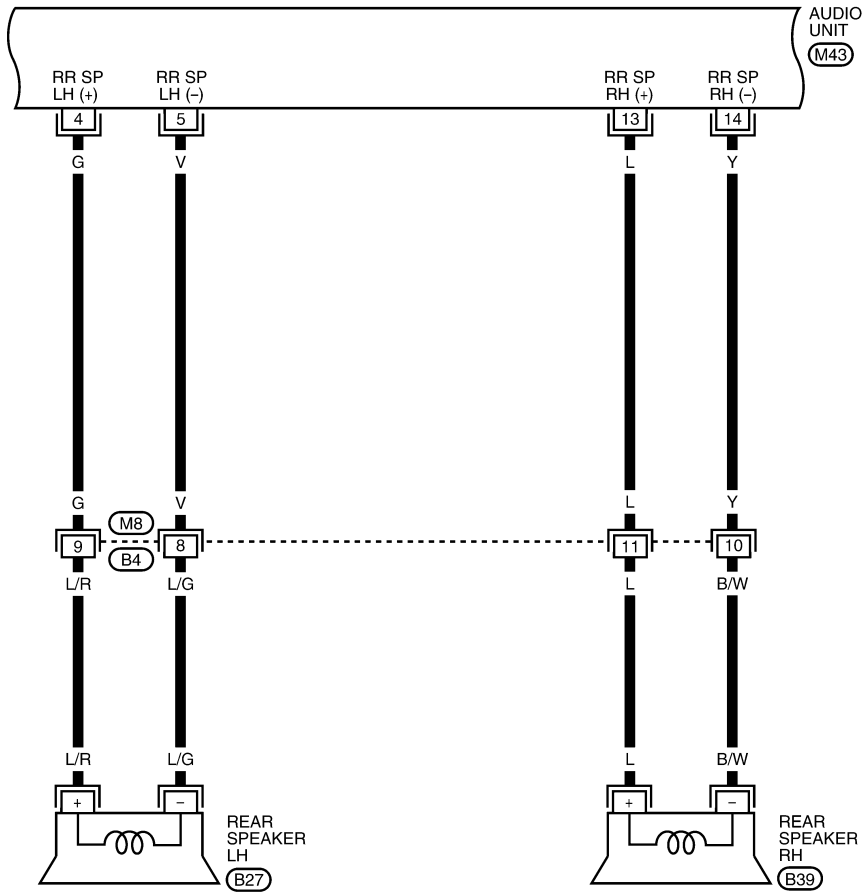 AUDIO
UNIT
M43
RR SP
LH (+)
RR SP
LH (–)
RR SP
RH (+)
RR SP
RH (–)
4
5
13
14
G
V
L
Y
G
V
L
Y
M8
9
8
11
10
B4
L/R
L/G
L
B/W
L/R
L/G
L
B/W
+
–
+
–
REAR
SPEAKER
LH
B27
REAR
SPEAKER
RH
B39